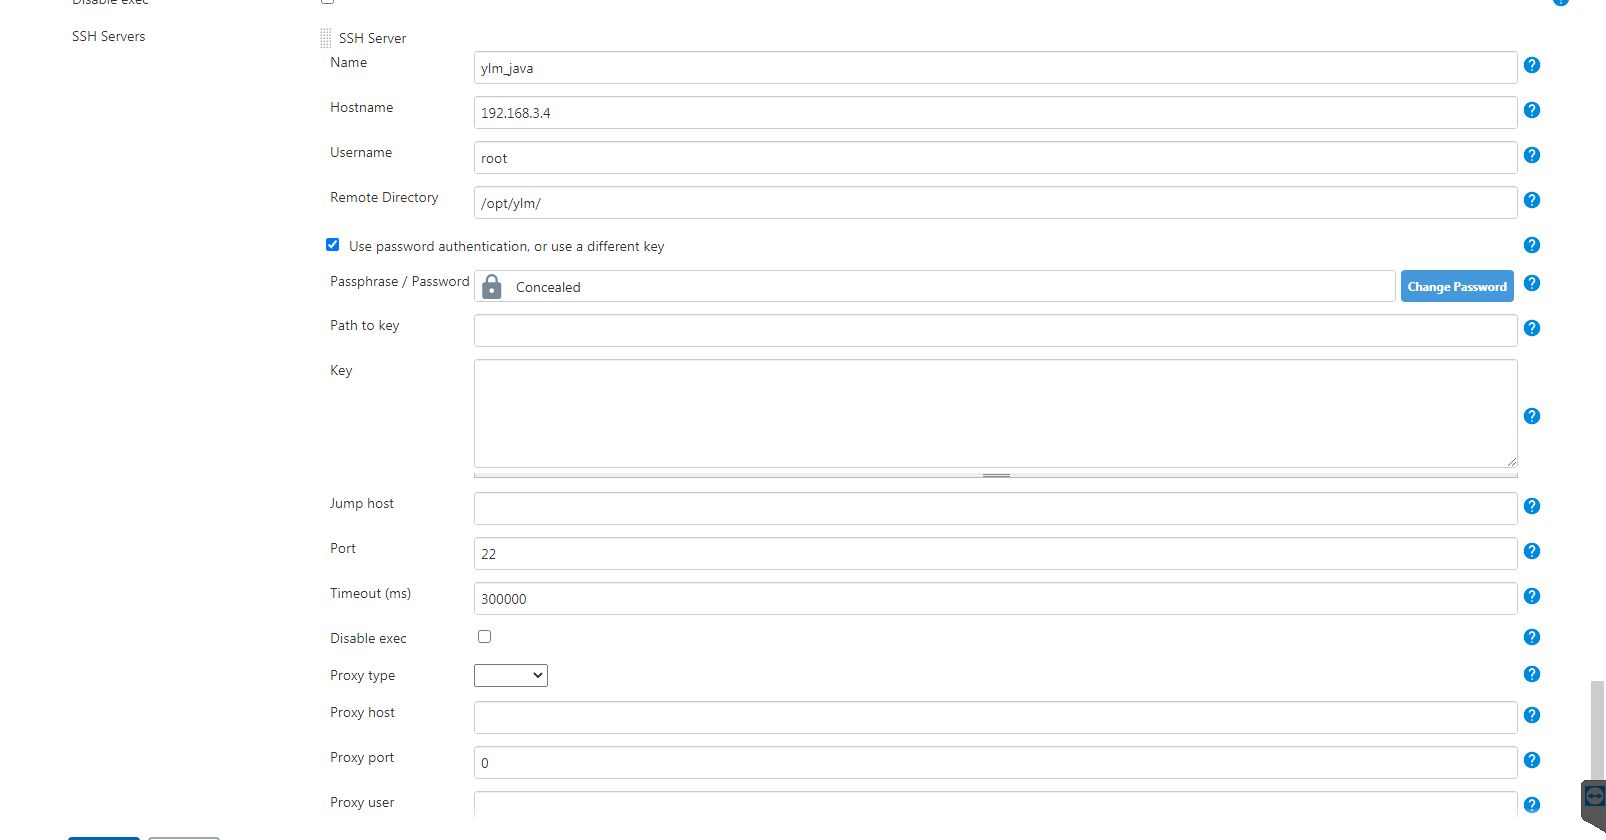 Disable exec
SSH Servers
SSH Server
Name
ylm_java
Hostname
192.168.3.4
Username
root
Remote Directory
/opt/ylm/
Use password authentication, or use a different key
Passphrase / Password
Concealed
Change Password
Path to key
Key
Jump host
Port
22
Timeout (ms)
300000
Disable exec
Proxy type
Proxy host
Proxy port
0
Proxy user